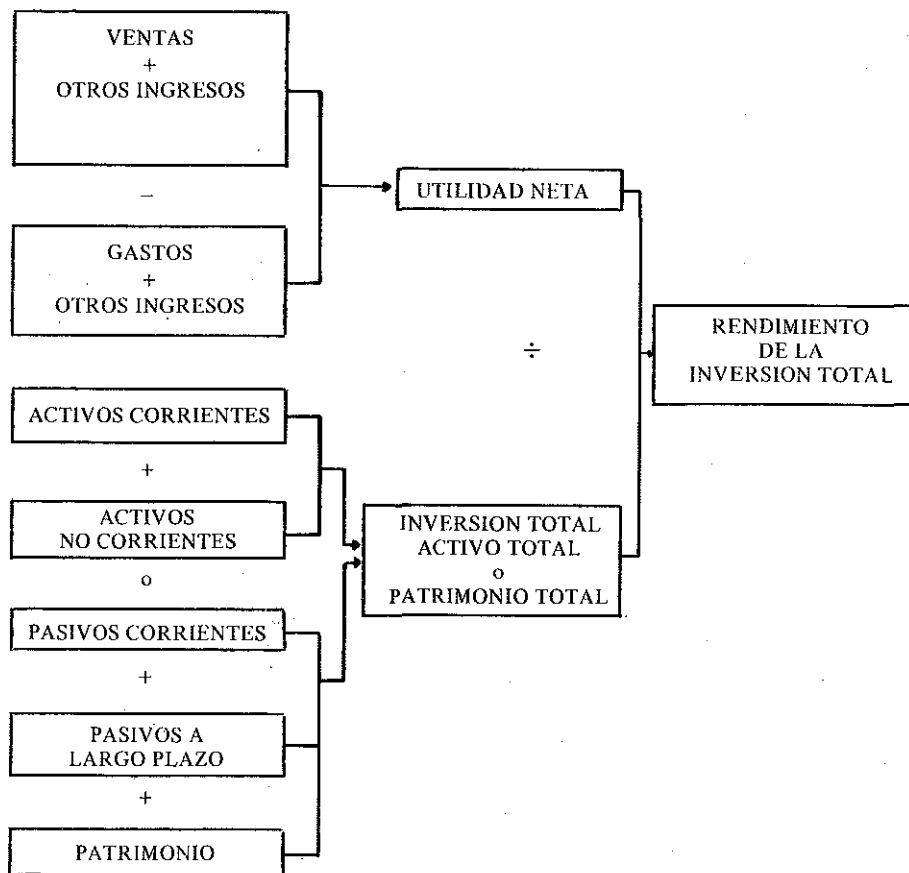 VENTAS
+
OTROS INGRESOS
−
GASTOS
+
OTROS INGRESOS
UTILIDAD NETA
÷
RENDIMIENTO
DE LA
INVERSION TOTAL
ACTIVOS CORRIENTES
+
ACTIVOS
NO CORRIENTES
o
PASIVOS CORRIENTES
+
PASIVOS A
LARGO PLAZO
+
PATRIMONIO
INVERSION TOTAL
ACTIVO TOTAL
o
PATRIMONIO TOTAL